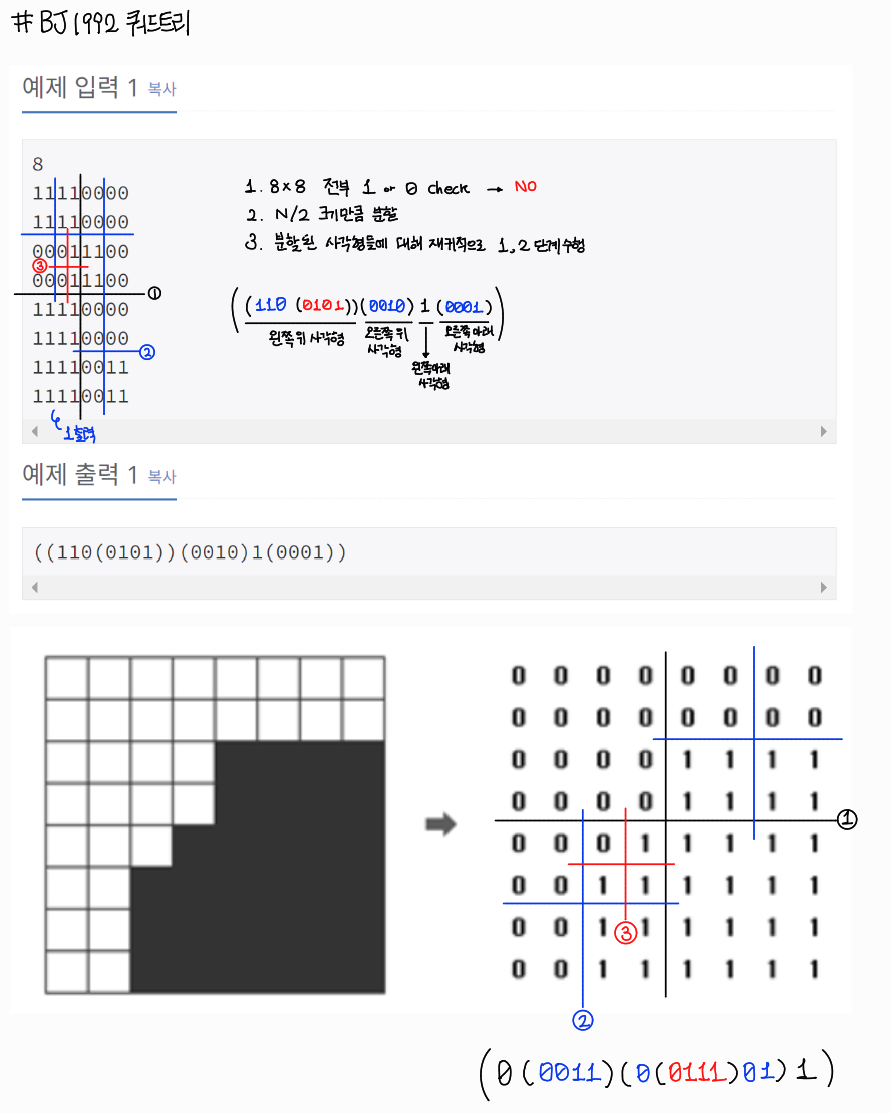 # BJ 1992 쿼드트리
예제 입력 1 복사
8
11110000
11110000
00011100
00011100
11110000
11110000
11110011
11110011
① ② ③
1 출력
1. 8×8 전부 1 or 0 check → NO
2. N/2 크기만큼 분할
3. 분할된 사각형들에 대해 재귀적으로 1, 2 단계 수행
((110(0101))(0010)1(0001))
왼쪽 위 사각형
오른쪽 위 사각형
왼쪽 아래 사각형
오른쪽 아래 사각형
예제 출력 1 복사
((110(0101))(0010)1(0001))
0 0 0 0 0 0 0 0
0 0 0 0 0 0 0 0
0 0 0 0 1 1 1 1
0 0 0 0 1 1 1 1
①
0 0 0 1 1 1 1 1
0 0 1 1 1 1 1 1
0 0 1 1 1 1 1 1
③
0 0 1 1 1 1 1 1
②
(0(0011)(0(0111)01)1)